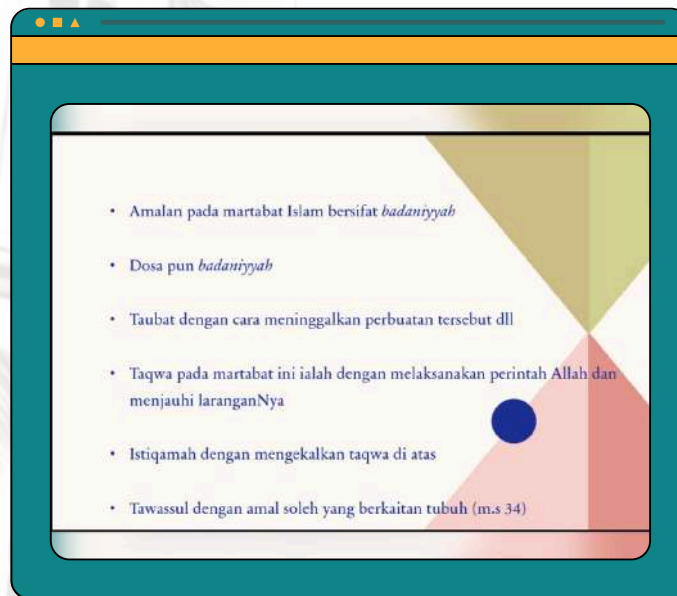 • Amalan pada martabat Islam bersifat badaniyyah
• Dosa pun badaniyyah
• Taubat dengan cara meninggalkan perbuatan tersebut dll
• Taqwa pada martabat ini ialah dengan melaksanakan perintah Allah dan
menjauhi laranganNya
• Istiqamah dengan mengekalkan taqwa di atas
• Tawassul dengan amal soleh yang berkaitan tubuh (m.s 34)